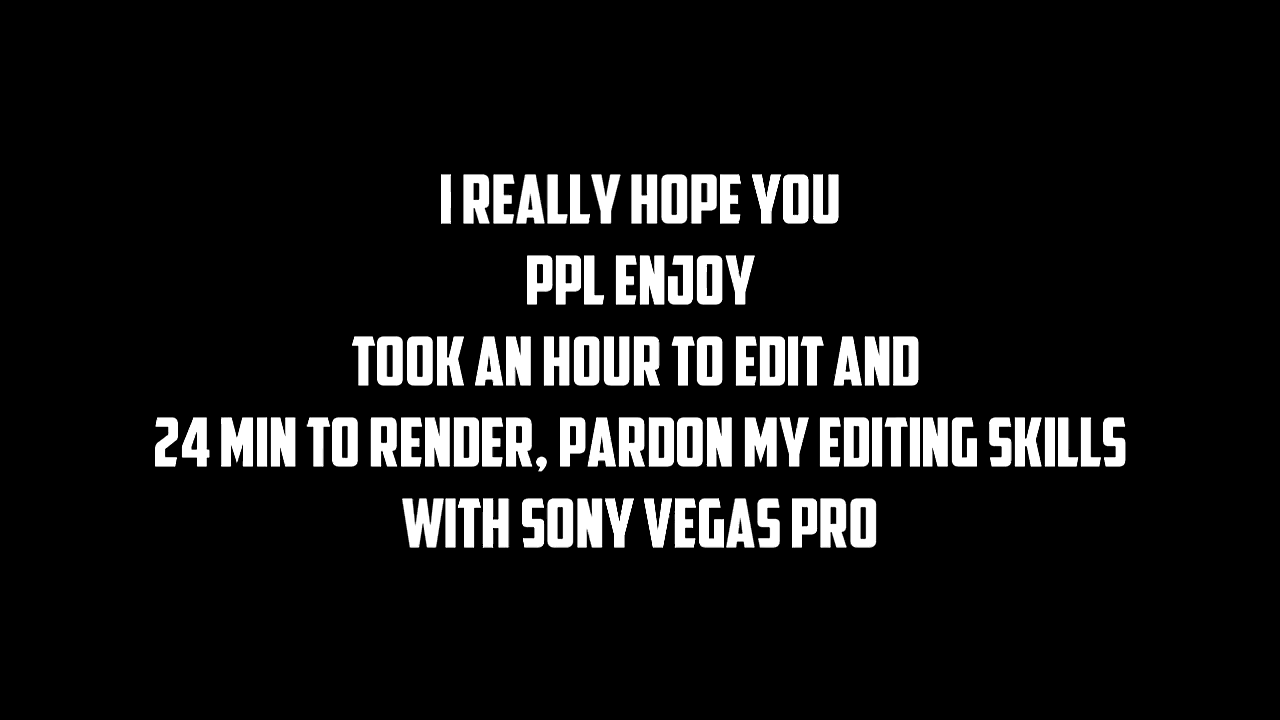 I REALLY HOPE YOU
PPL ENJOY
TOOK AN HOUR TO EDIT AND
24 MIN TO RENDER, PARDON MY EDITING SKILLS
WITH SONY VEGAS PRO